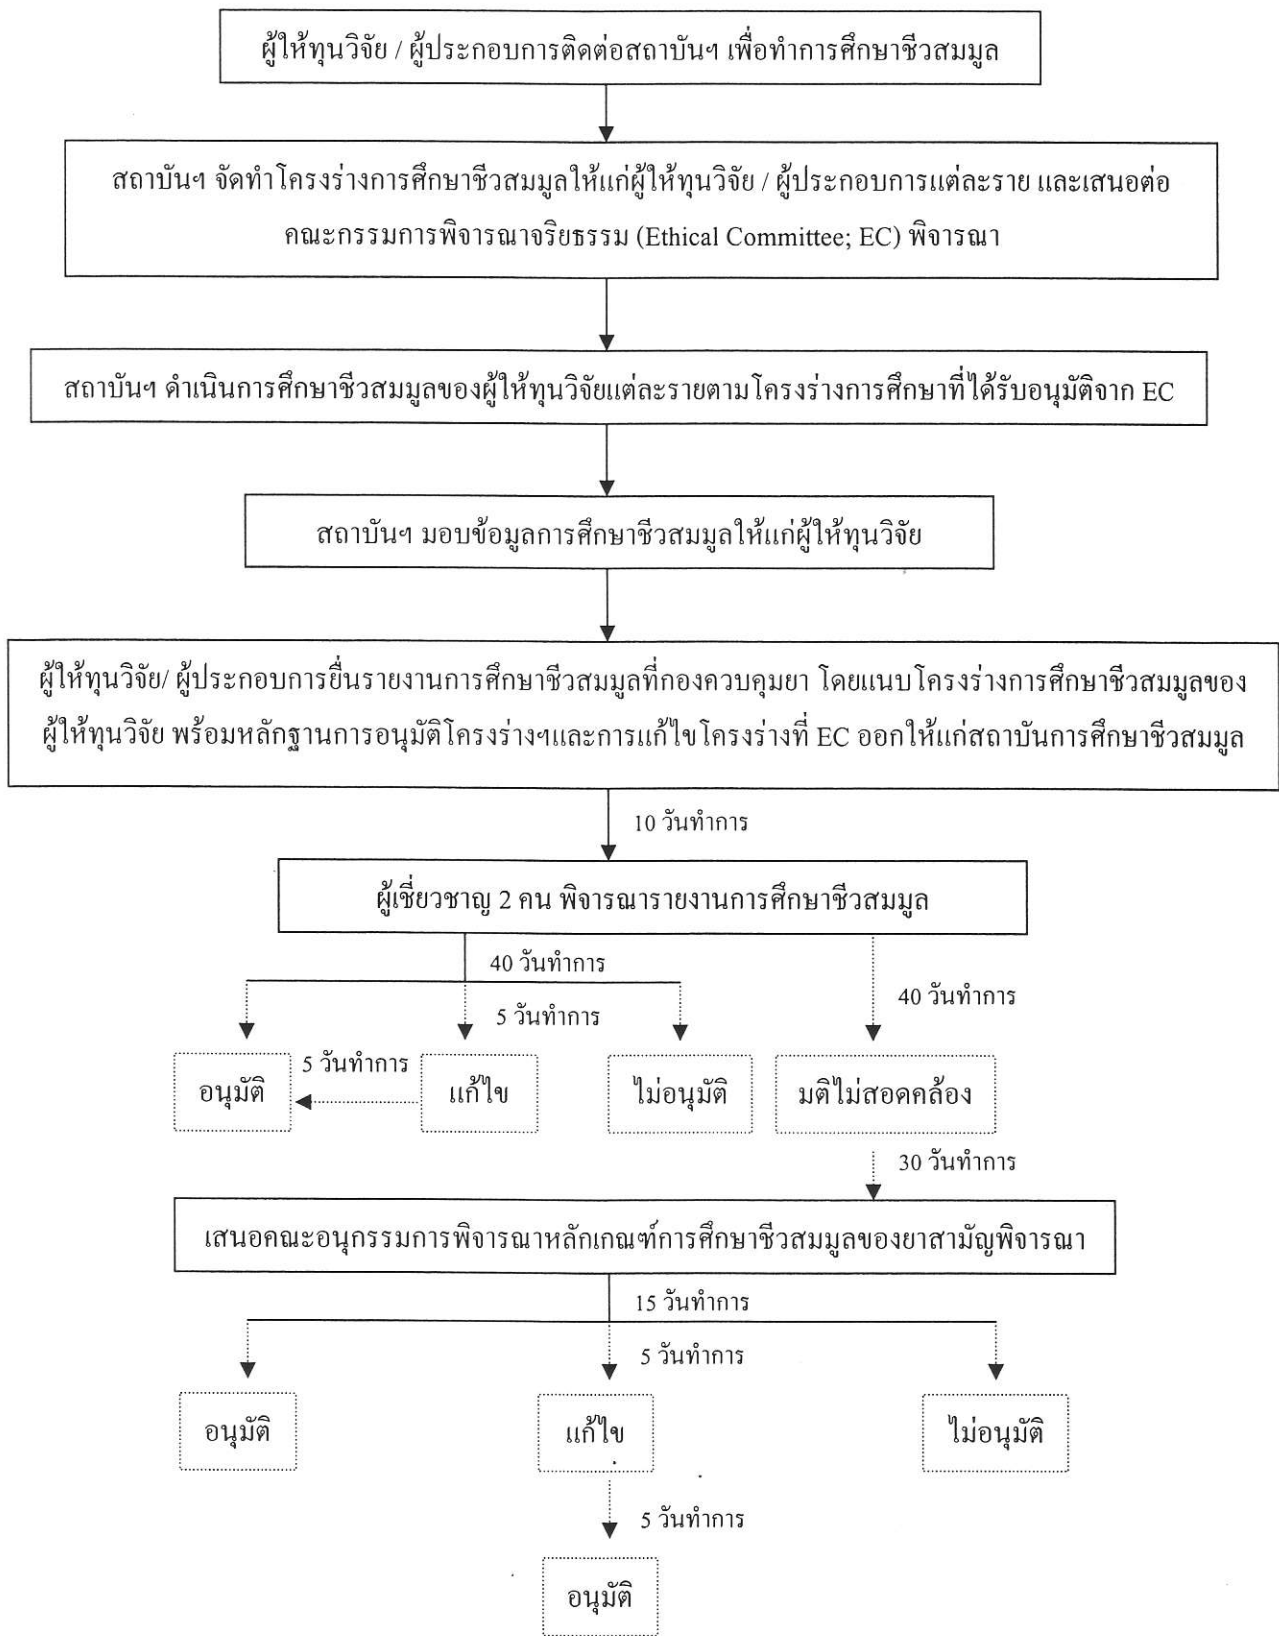 ผู้ให้ทุนวิจัย / ผู้ประกอบการติดต่อสถาบันฯ เพื่อทำการศึกษาชีวสมมูล
สถาบันฯ จัดทำโครงร่างการศึกษาชีวสมมูลให้แก่ผู้ให้ทุนวิจัย / ผู้ประกอบการแต่ละราย และเสนอต่อ
คณะกรรมการพิจารณาจริยธรรม (Ethical Committee; EC) พิจารณา
สถาบันฯ ดำเนินการศึกษาชีวสมมูลของผู้ให้ทุนวิจัยแต่ละรายตามโครงร่างการศึกษาที่ได้รับอนุมัติจาก EC
สถาบันฯ มอบข้อมูลการศึกษาชีวสมมูลให้แก่ผู้ให้ทุนวิจัย
ผู้ให้ทุนวิจัย/ ผู้ประกอบการยื่นรายงานการศึกษาชีวสมมูลที่กองควบคุมยา โดยแนบโครงร่างการศึกษาชีวสมมูลของ
ผู้ให้ทุนวิจัย พร้อมหลักฐานการอนุมัติโครงร่างฯและการแก้ไขโครงร่างที่ EC ออกให้แก่สถาบันการศึกษาชีวสมมูล
10 วันทำการ
ผู้เชี่ยวชาญ 2 คน พิจารณารายงานการศึกษาชีวสมมูล
40 วันทำการ
40 วันทำการ
5 วันทำการ
5 วันทำการ
อนุมัติ
แก้ไข
ไม่อนุมัติ
มติไม่สอดคล้อง
30 วันทำการ
เสนอคณะอนุกรรมการพิจารณาหลักเกณฑ์การศึกษาชีวสมมูลของยาสามัญพิจารณา
15 วันทำการ
5 วันทำการ
อนุมัติ
แก้ไข
ไม่อนุมัติ
5 วันทำการ
อนุมัติ